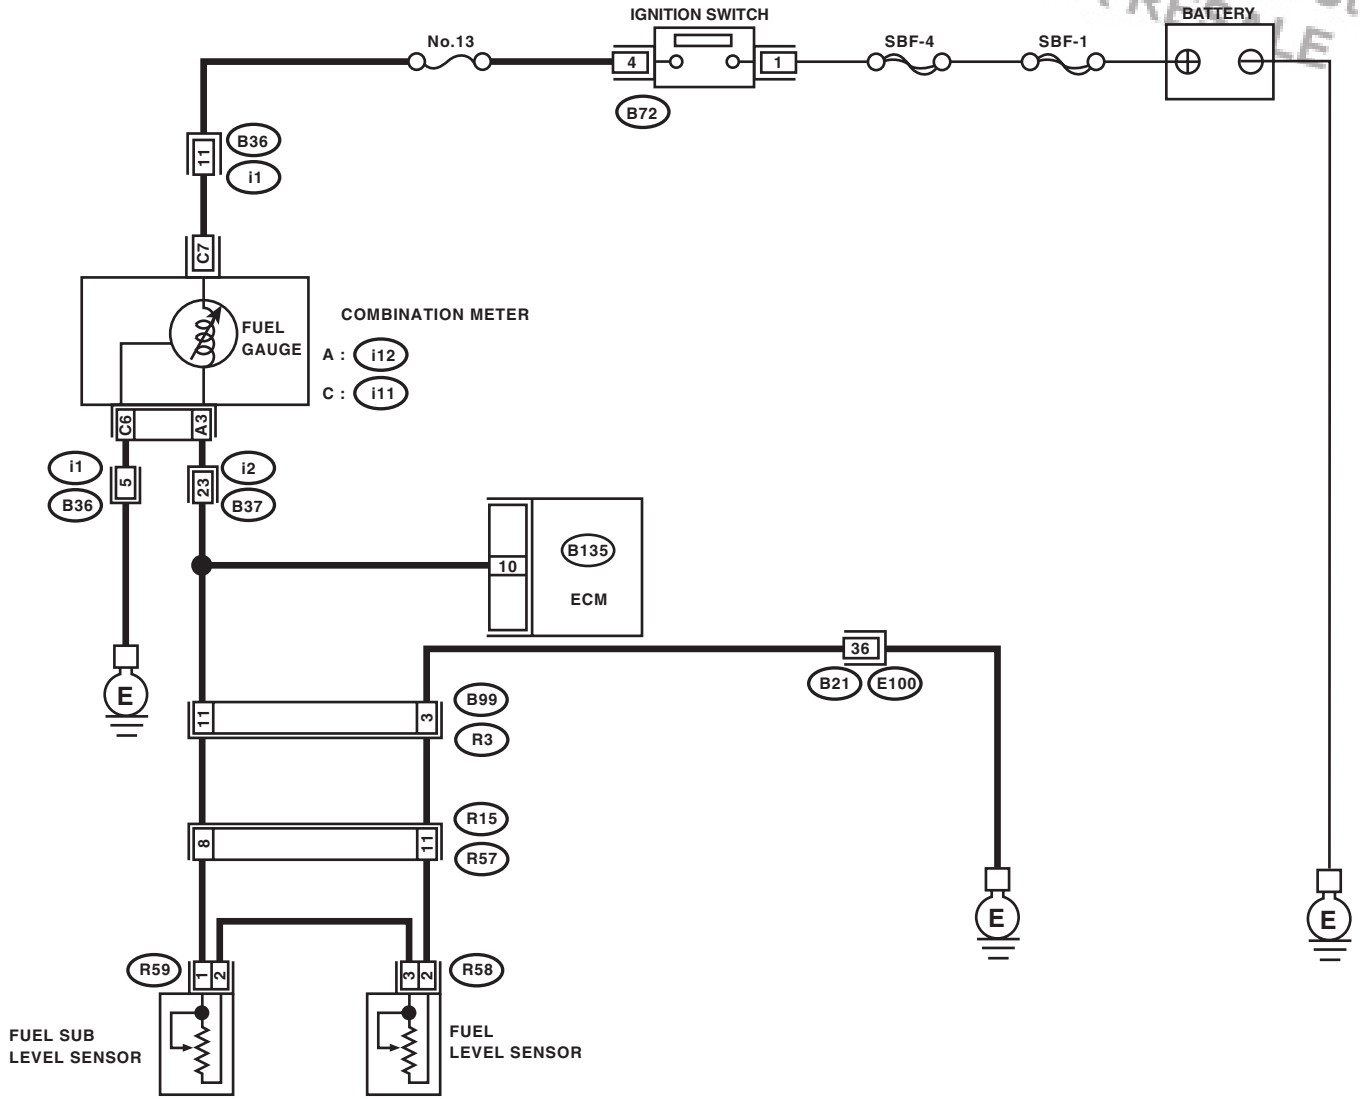 IGNITION SWITCH
BATTERY
No.13
4
1
SBF-4
SBF-1
B72
11
B36
i1
C7
FUEL
GAUGE
COMBINATION METER
A : i12
C : i11
C6
A3
i1
B36
5
23
i2
B37
10
B135
ECM
E
36
B21
E100
11
3
B99
R3
8
11
R15
R57
E
E
R59
1
2
3
2
R58
FUEL SUB
LEVEL SENSOR
FUEL
LEVEL SENSOR